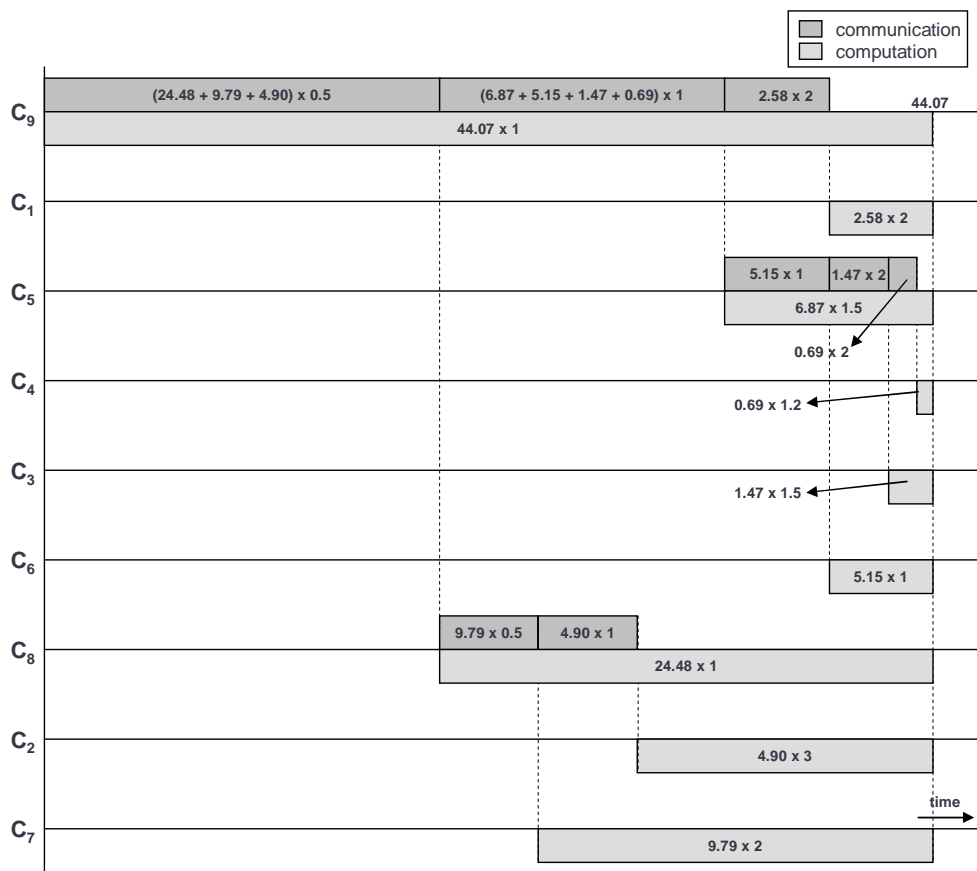 communication
computation
(24.48 + 9.79 + 4.90) x 0.5
(6.87 + 5.15 + 1.47 + 0.69) x 1
2.58 x 2
44.07
C9
44.07 x 1
C1
2.58 x 2
5.15 x 1
1.47 x 2
C5
6.87 x 1.5
0.69 x 2
C4
0.69 x 1.2
C3
1.47 x 1.5
C6
5.15 x 1
9.79 x 0.5
4.90 x 1
C8
24.48 x 1
C2
4.90 x 3
time
C7
9.79 x 2